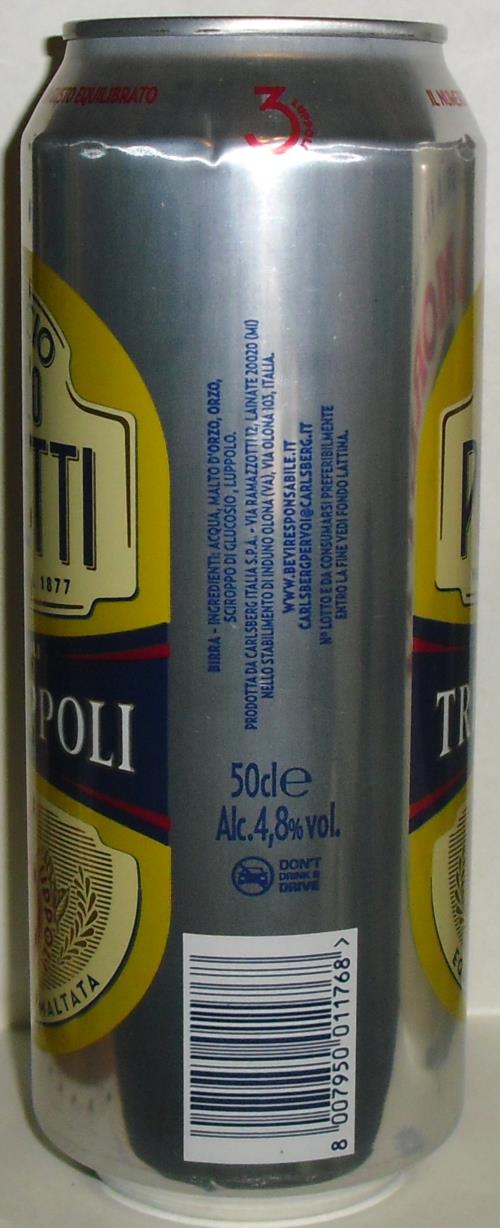 GUSTO EQUILIBRATO
3
LUPPOLI
IL
TTI
1877
PPOLI
MALTATA
TR
BIRRA - INGREDIENTI: ACQUA, MALTO D'ORZO, ORZO,
SCIROPPO DI GLUCOSIO, LUPPOLO.
PRODOTTA DA CARLSBERG ITALIA S.P.A. - VIA RAMAZZOTTI 12, LAINATE 20020 (MI)
NELLO STABILIMENTO DI INDUNO OLONA (VA), VIA OLONA 103, ITALIA.
WWW.BEVIRESPONSABILE.IT
CARLSBERGPERVOI@CARLSBERG.IT
N° LOTTO E DA CONSUMARSI PREFERIBILMENTE
ENTRO LA FINE VEDI FONDO LATTINA.
50cl e
Alc.4,8% vol.
DON'T
DRINK &
DRIVE
8 007950 011768 >